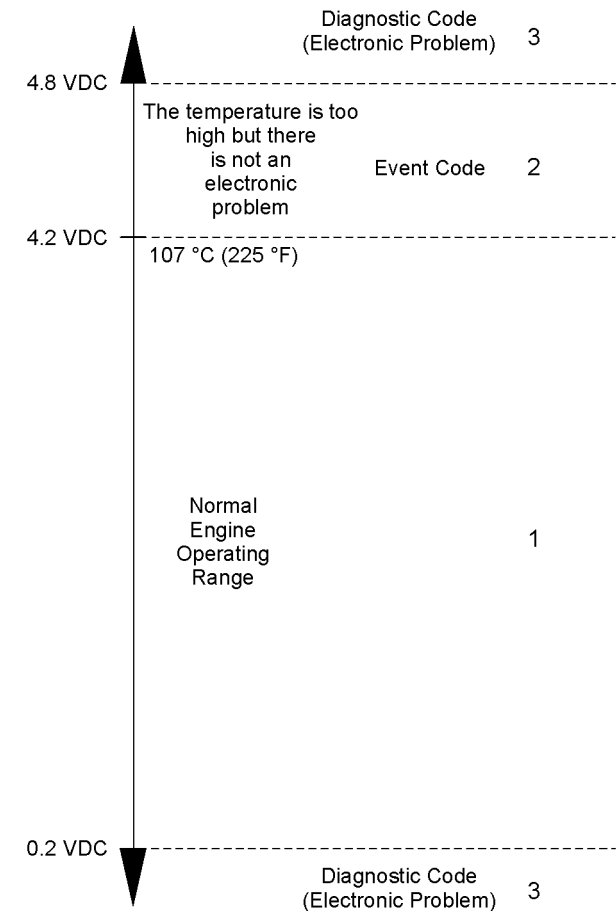 Diagnostic Code
(Electronic Problem) 3
4.8 VDC
The temperature is too
high but there
is not an
electronic
problem
Event Code 2
4.2 VDC
107 °C (225 °F)
Normal
Engine
Operating
Range
1
0.2 VDC
Diagnostic Code
(Electronic Problem) 3